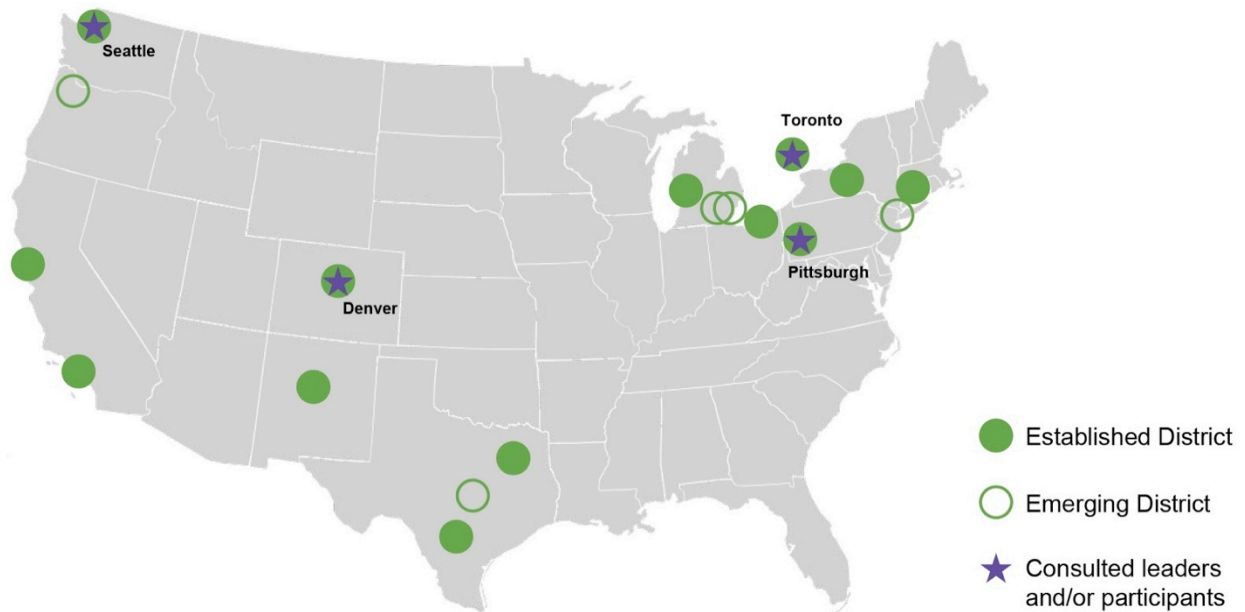 Seattle
Toronto
Pittsburgh
Denver
Established District
Emerging District
Consulted leaders
and/or participants